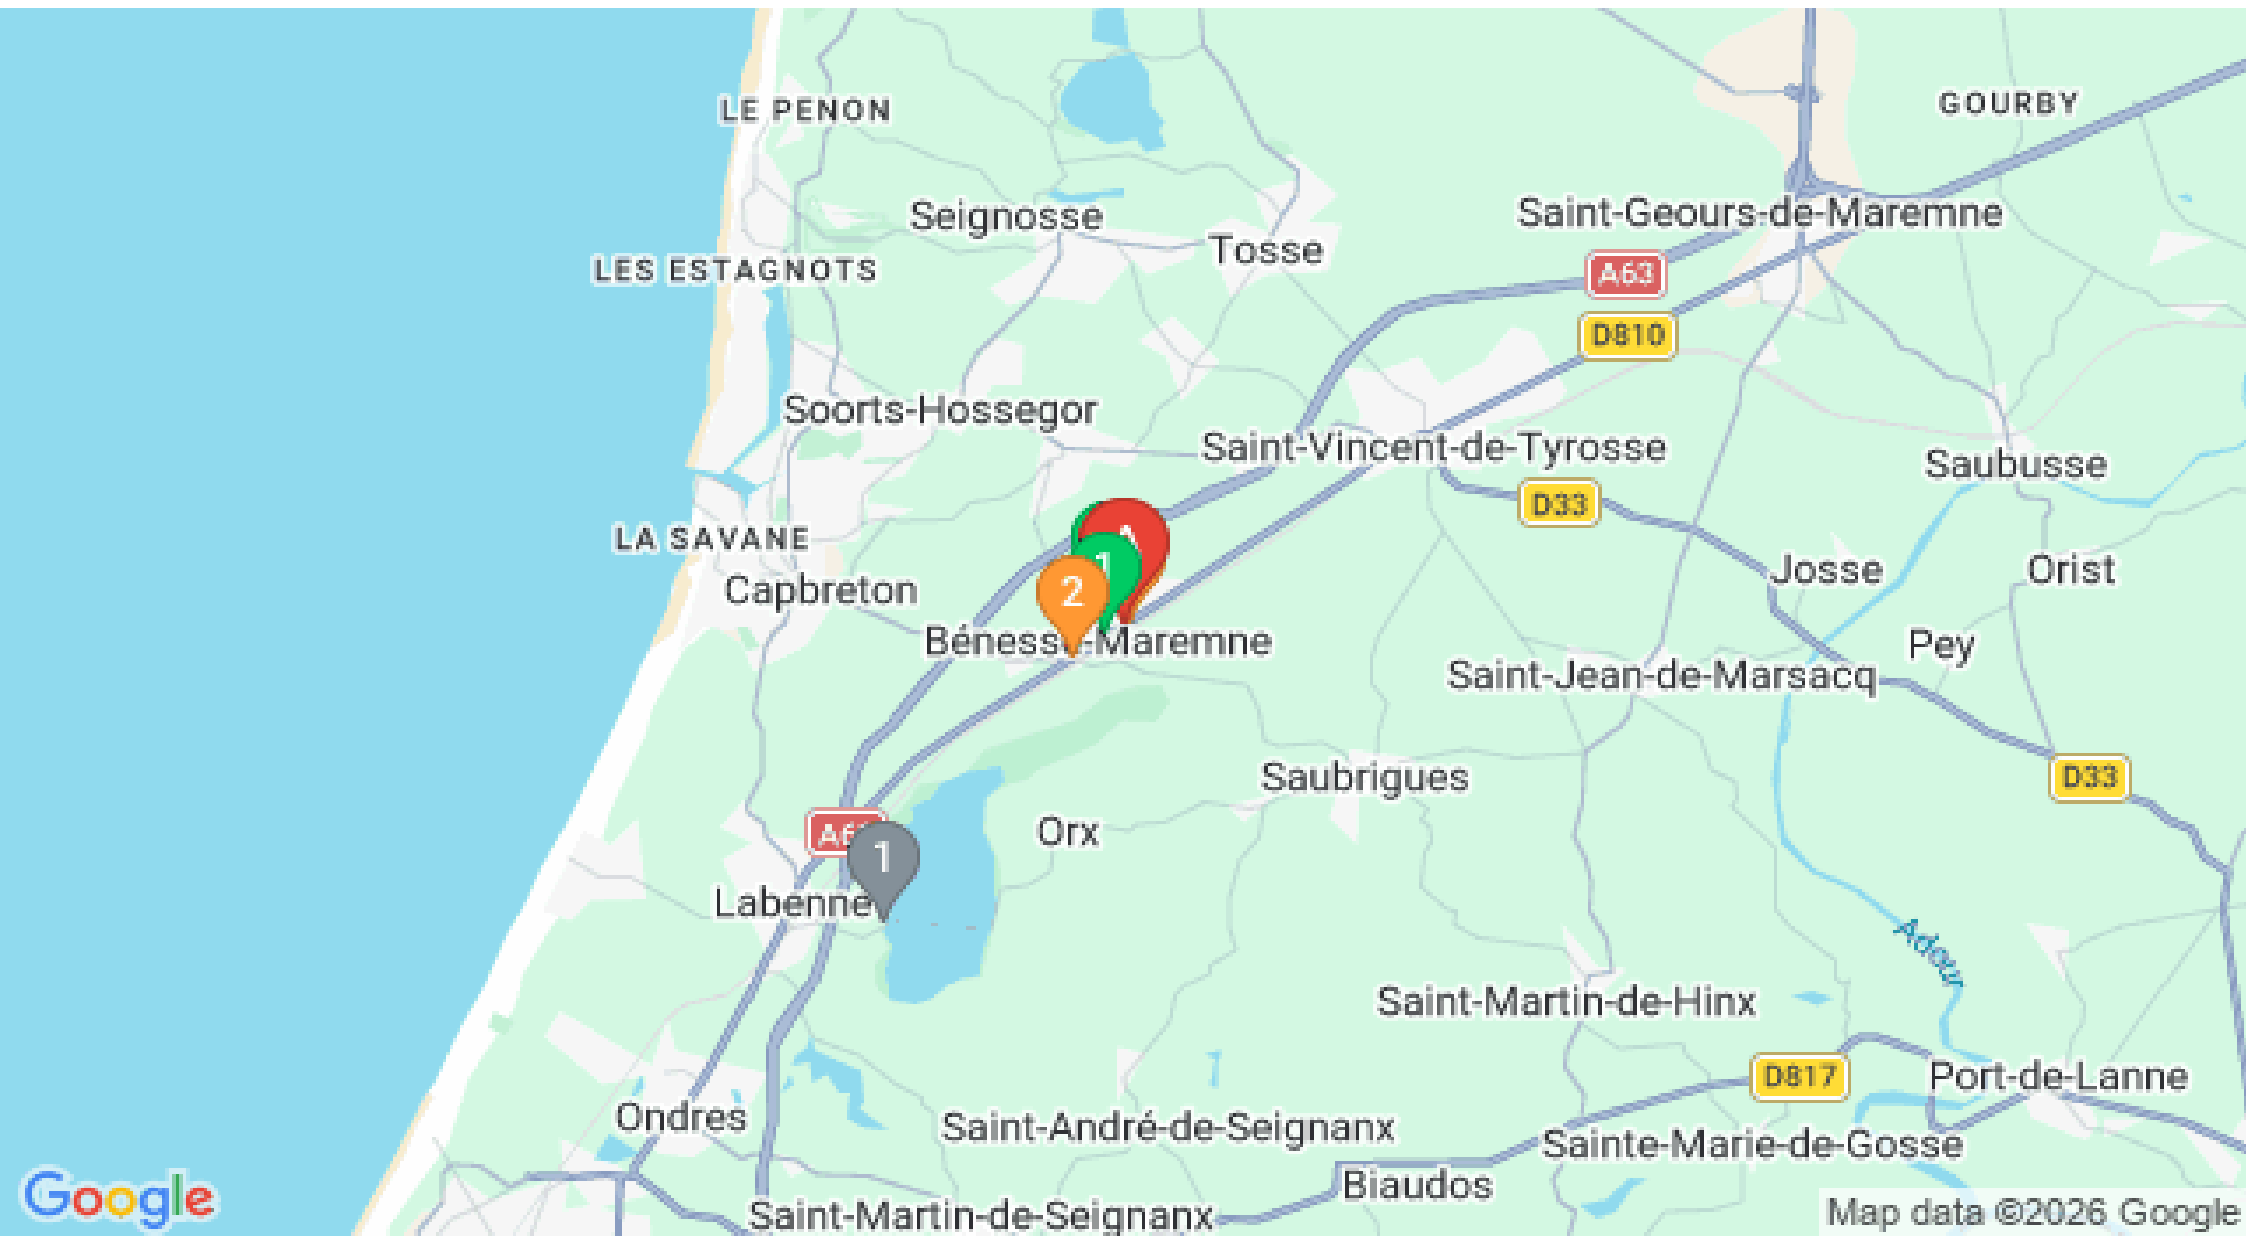 LE PENON
GOURBY
Seignosse
Saint-Geours-de-Maremne
Tosse
LES ESTAGNOTS
A63
D810
Soorts-Hossegor
Saint-Vincent-de-Tyrosse
Saubusse
D33
LA SAVANE
1
Josse
Orist
Capbreton
2
Maremne
Pey
Saint-Jean-de-Marsacq
Saubrigues
D33
Orx
1
Labenne
Adour
Saint-Martin-de-Hinx
D817
Port-de-Lanne
Ondres
Saint-André-de-Seignanx
Sainte-Marie-de-Gosse
Biaudos
Google
Saint-Martin-de-Seignanx
Map data ©2026 Google